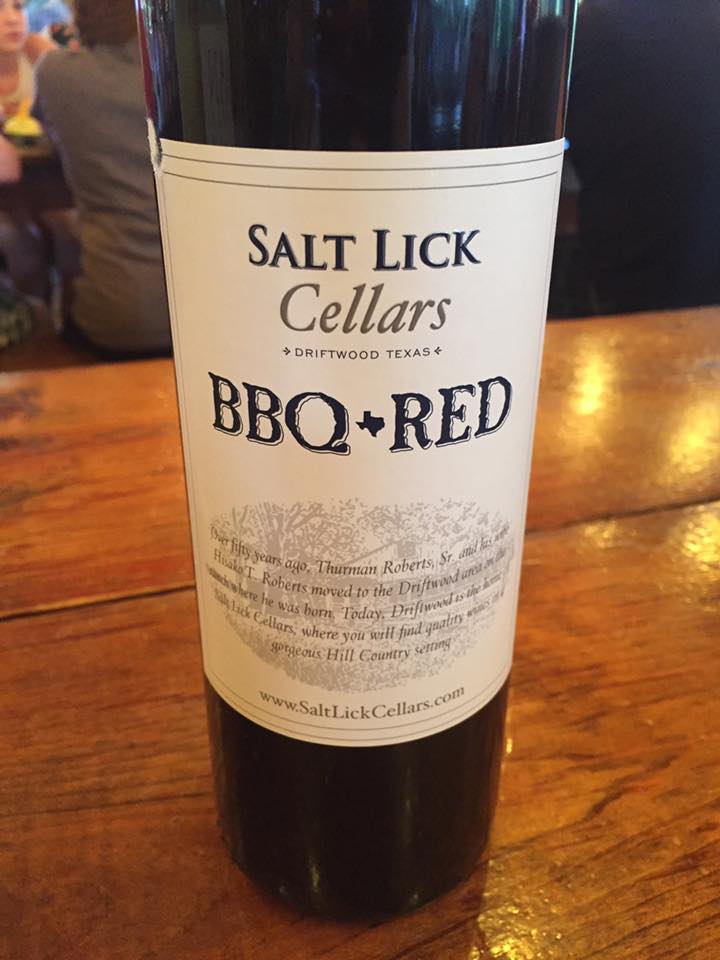 SALT LICK
Cellars
DRIFTWOOD TEXAS
BBQ RED
Over fifty years ago, Thurman Roberts, Sr. and his wife
Hisako T. Roberts moved to the Driftwood area on the
ranch where he was born. Today, Driftwood is the home of
Salt Lick Cellars, where you will find quality wines in a
gorgeous Hill Country setting
www.SaltLickCellars.com